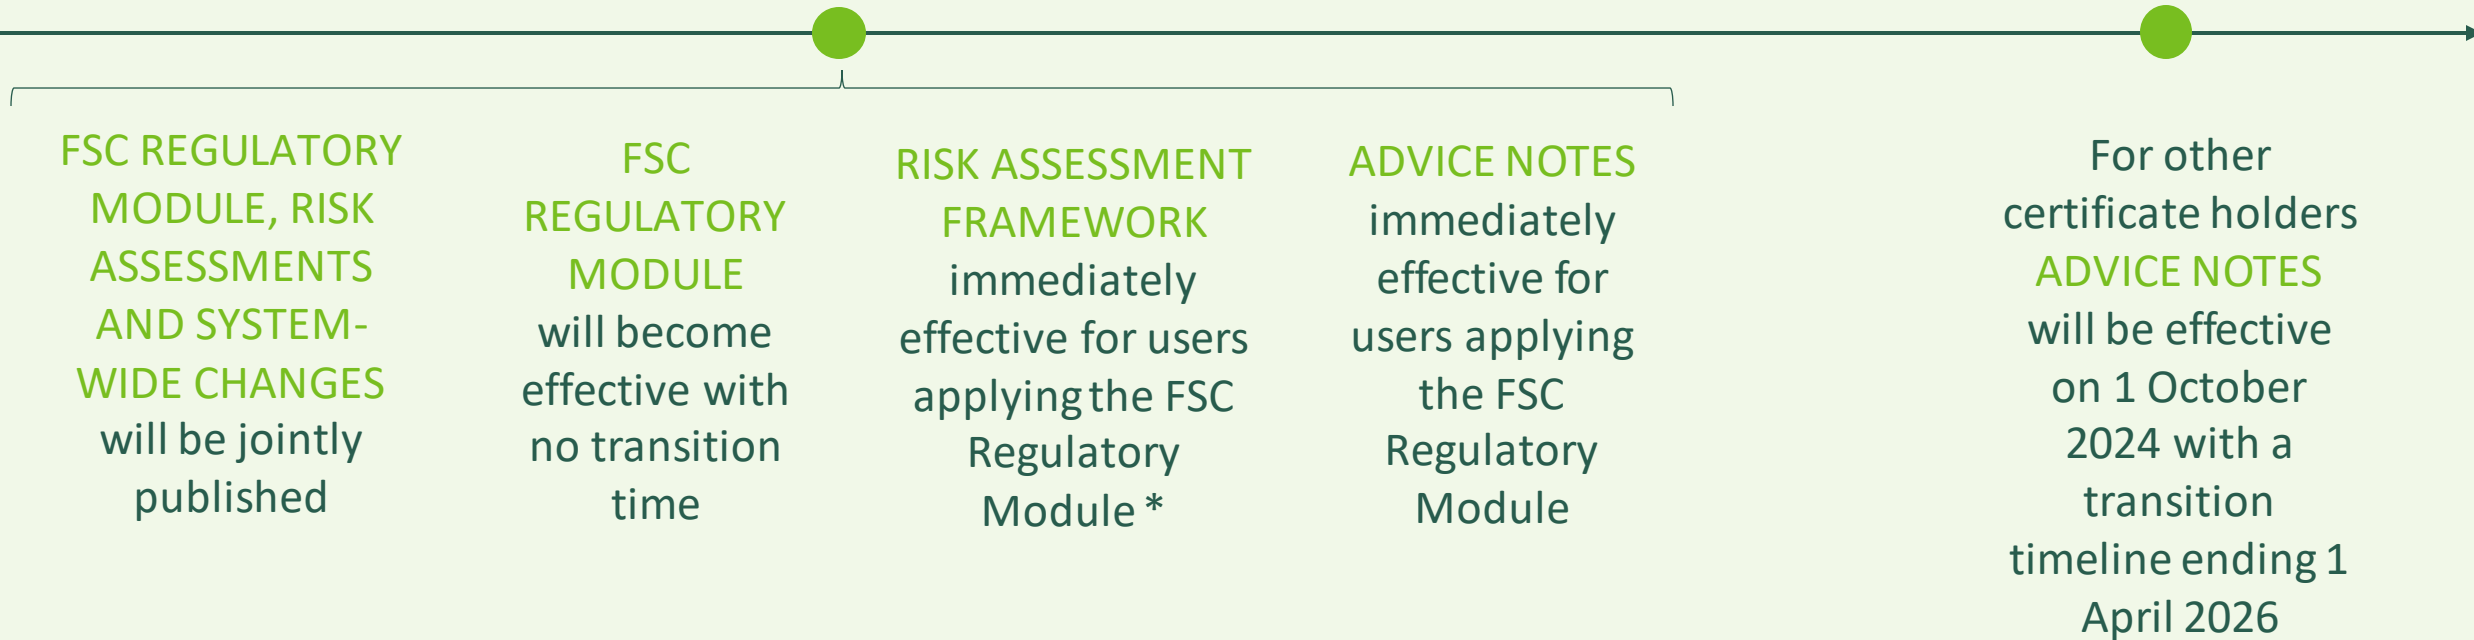 FSC REGULATORY
MODULE, RISK
ASSESSMENTS
AND SYSTEM-
WIDE CHANGES
will be jointly
published
FSC
REGULATORY
MODULE
will become
effective with
no transition
time
RISK ASSESSMENT
FRAMEWORK
immediately
effective for users
applying the FSC
Regulatory
Module *
ADVICE NOTES
immediately
effective for
users applying
the FSC
Regulatory
Module
For other
certificate holders
ADVICE NOTES
will be effective
on 1 October
2024 with a
transition
timeline ending 1
April 2026